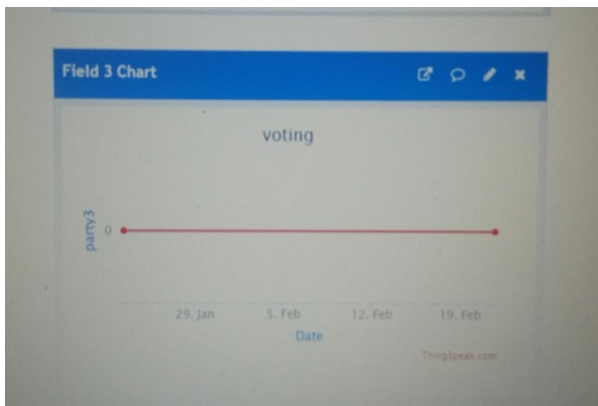 Field 3 Chart
voting
party3
0
29. Jan 5. Feb 12. Feb 19. Feb
Date
ThingSpeak.com